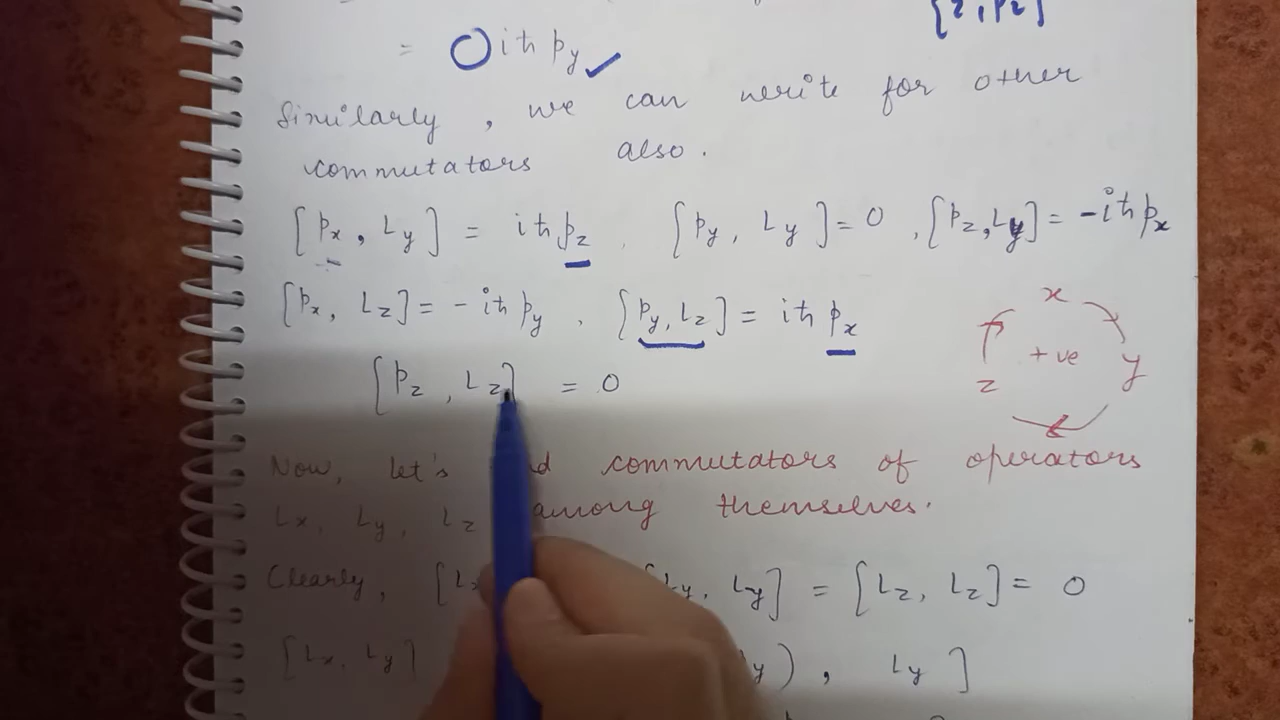 [z, pz]
= iħ py ✓
Similarly, we can write for other
commutators also.
[px, Ly] = iħ pz , [py, Ly] = 0 , [pz, Ly] = -iħ px
[px, Lz] = -iħ py , [py, Lz] = iħ px
[pz, Lz] = 0
x
+ve
y
z
Now, let's commutators of operators
Lx, Ly, Lz among themselves.
Clearly, [Lx Ly, Ly] = [Lz, Lz] = 0
[Lx, Ly] y) , Ly]